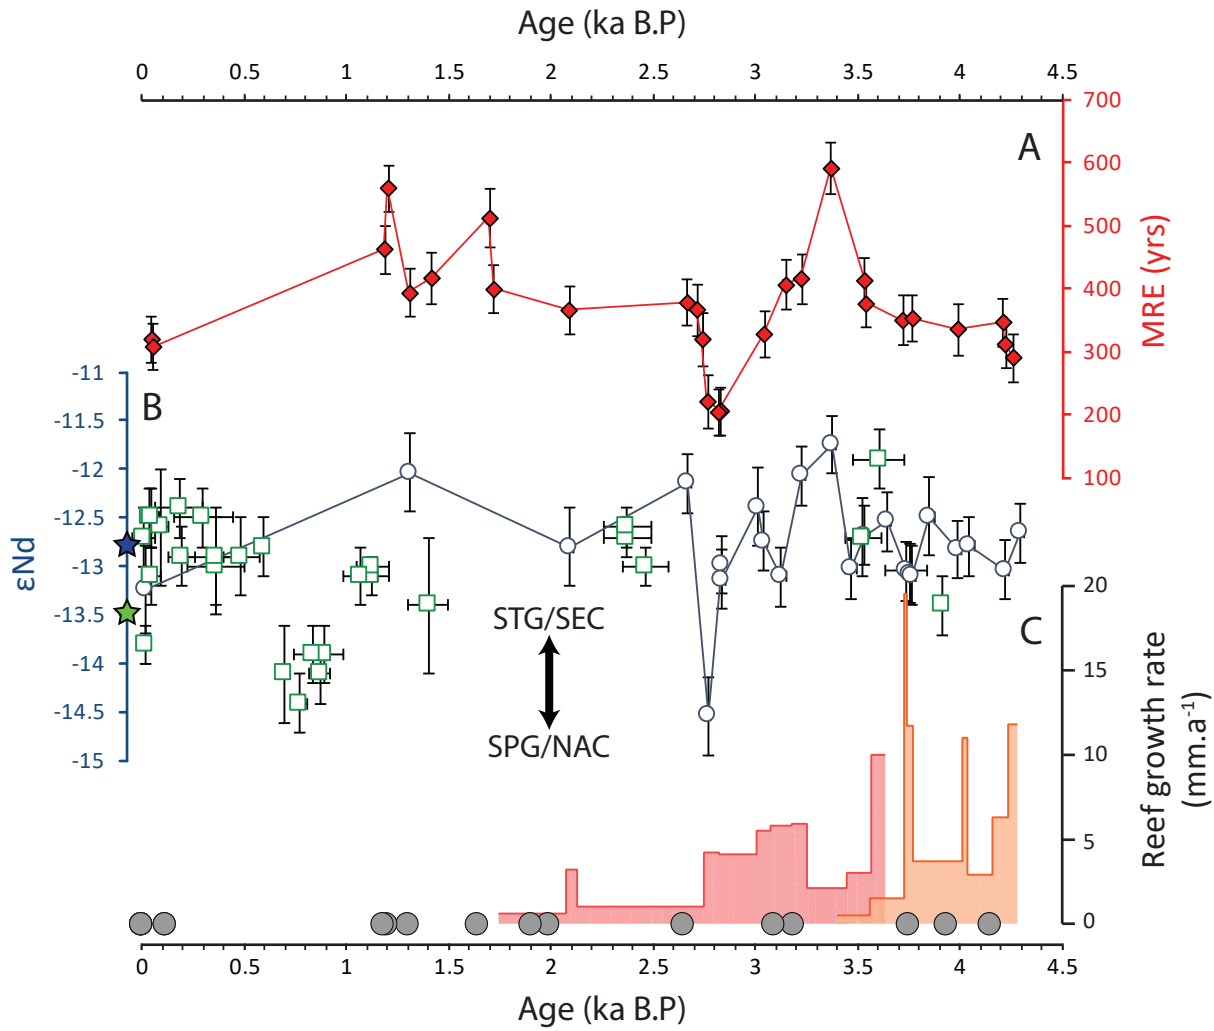 Age (ka B.P)
0 0.5 1 1.5 2 2.5 3 3.5 4 4.5
A
700
600
500
400
300
200
100
MRE (yrs)
B
-11
-11.5
-12
-12.5
-13
-13.5
-14
-14.5
-15
εNd
STG/SEC
SPG/NAC
C
20
15
10
5
0
Reef growth rate
(mm.a⁻¹)
0 0.5 1 1.5 2 2.5 3 3.5 4 4.5
Age (ka B.P)